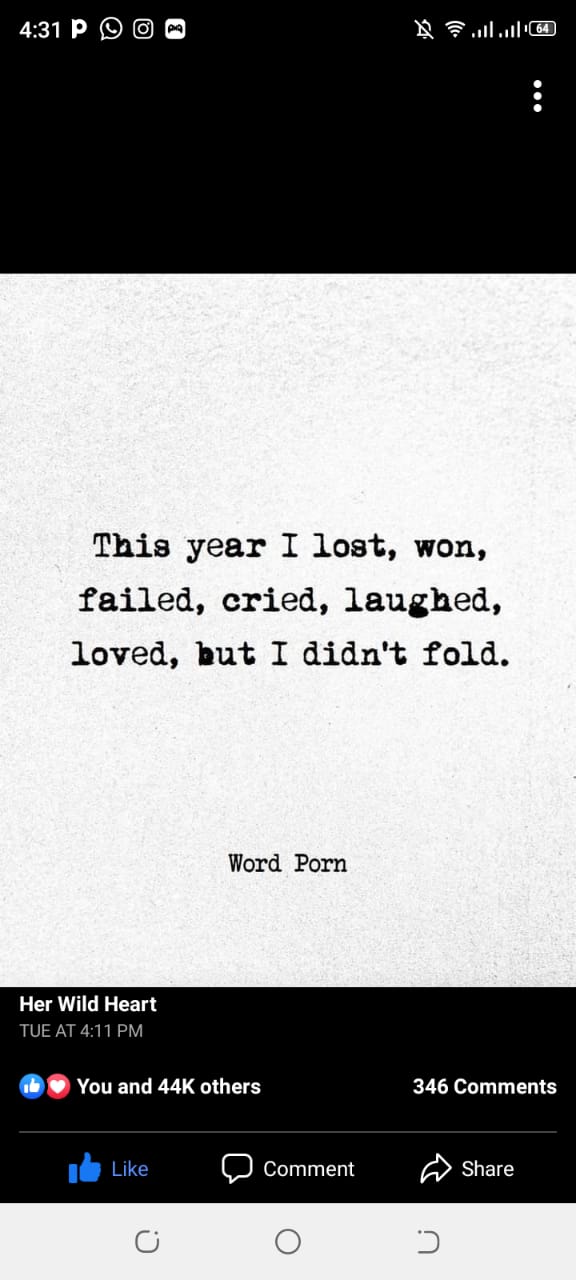 4:31
64
This year I lost, won,
failed, cried, laughed,
loved, but I didn't fold.
Word Porn
Her Wild Heart
TUE AT 4:11 PM
You and 44K others 346 Comments
Like Comment Share